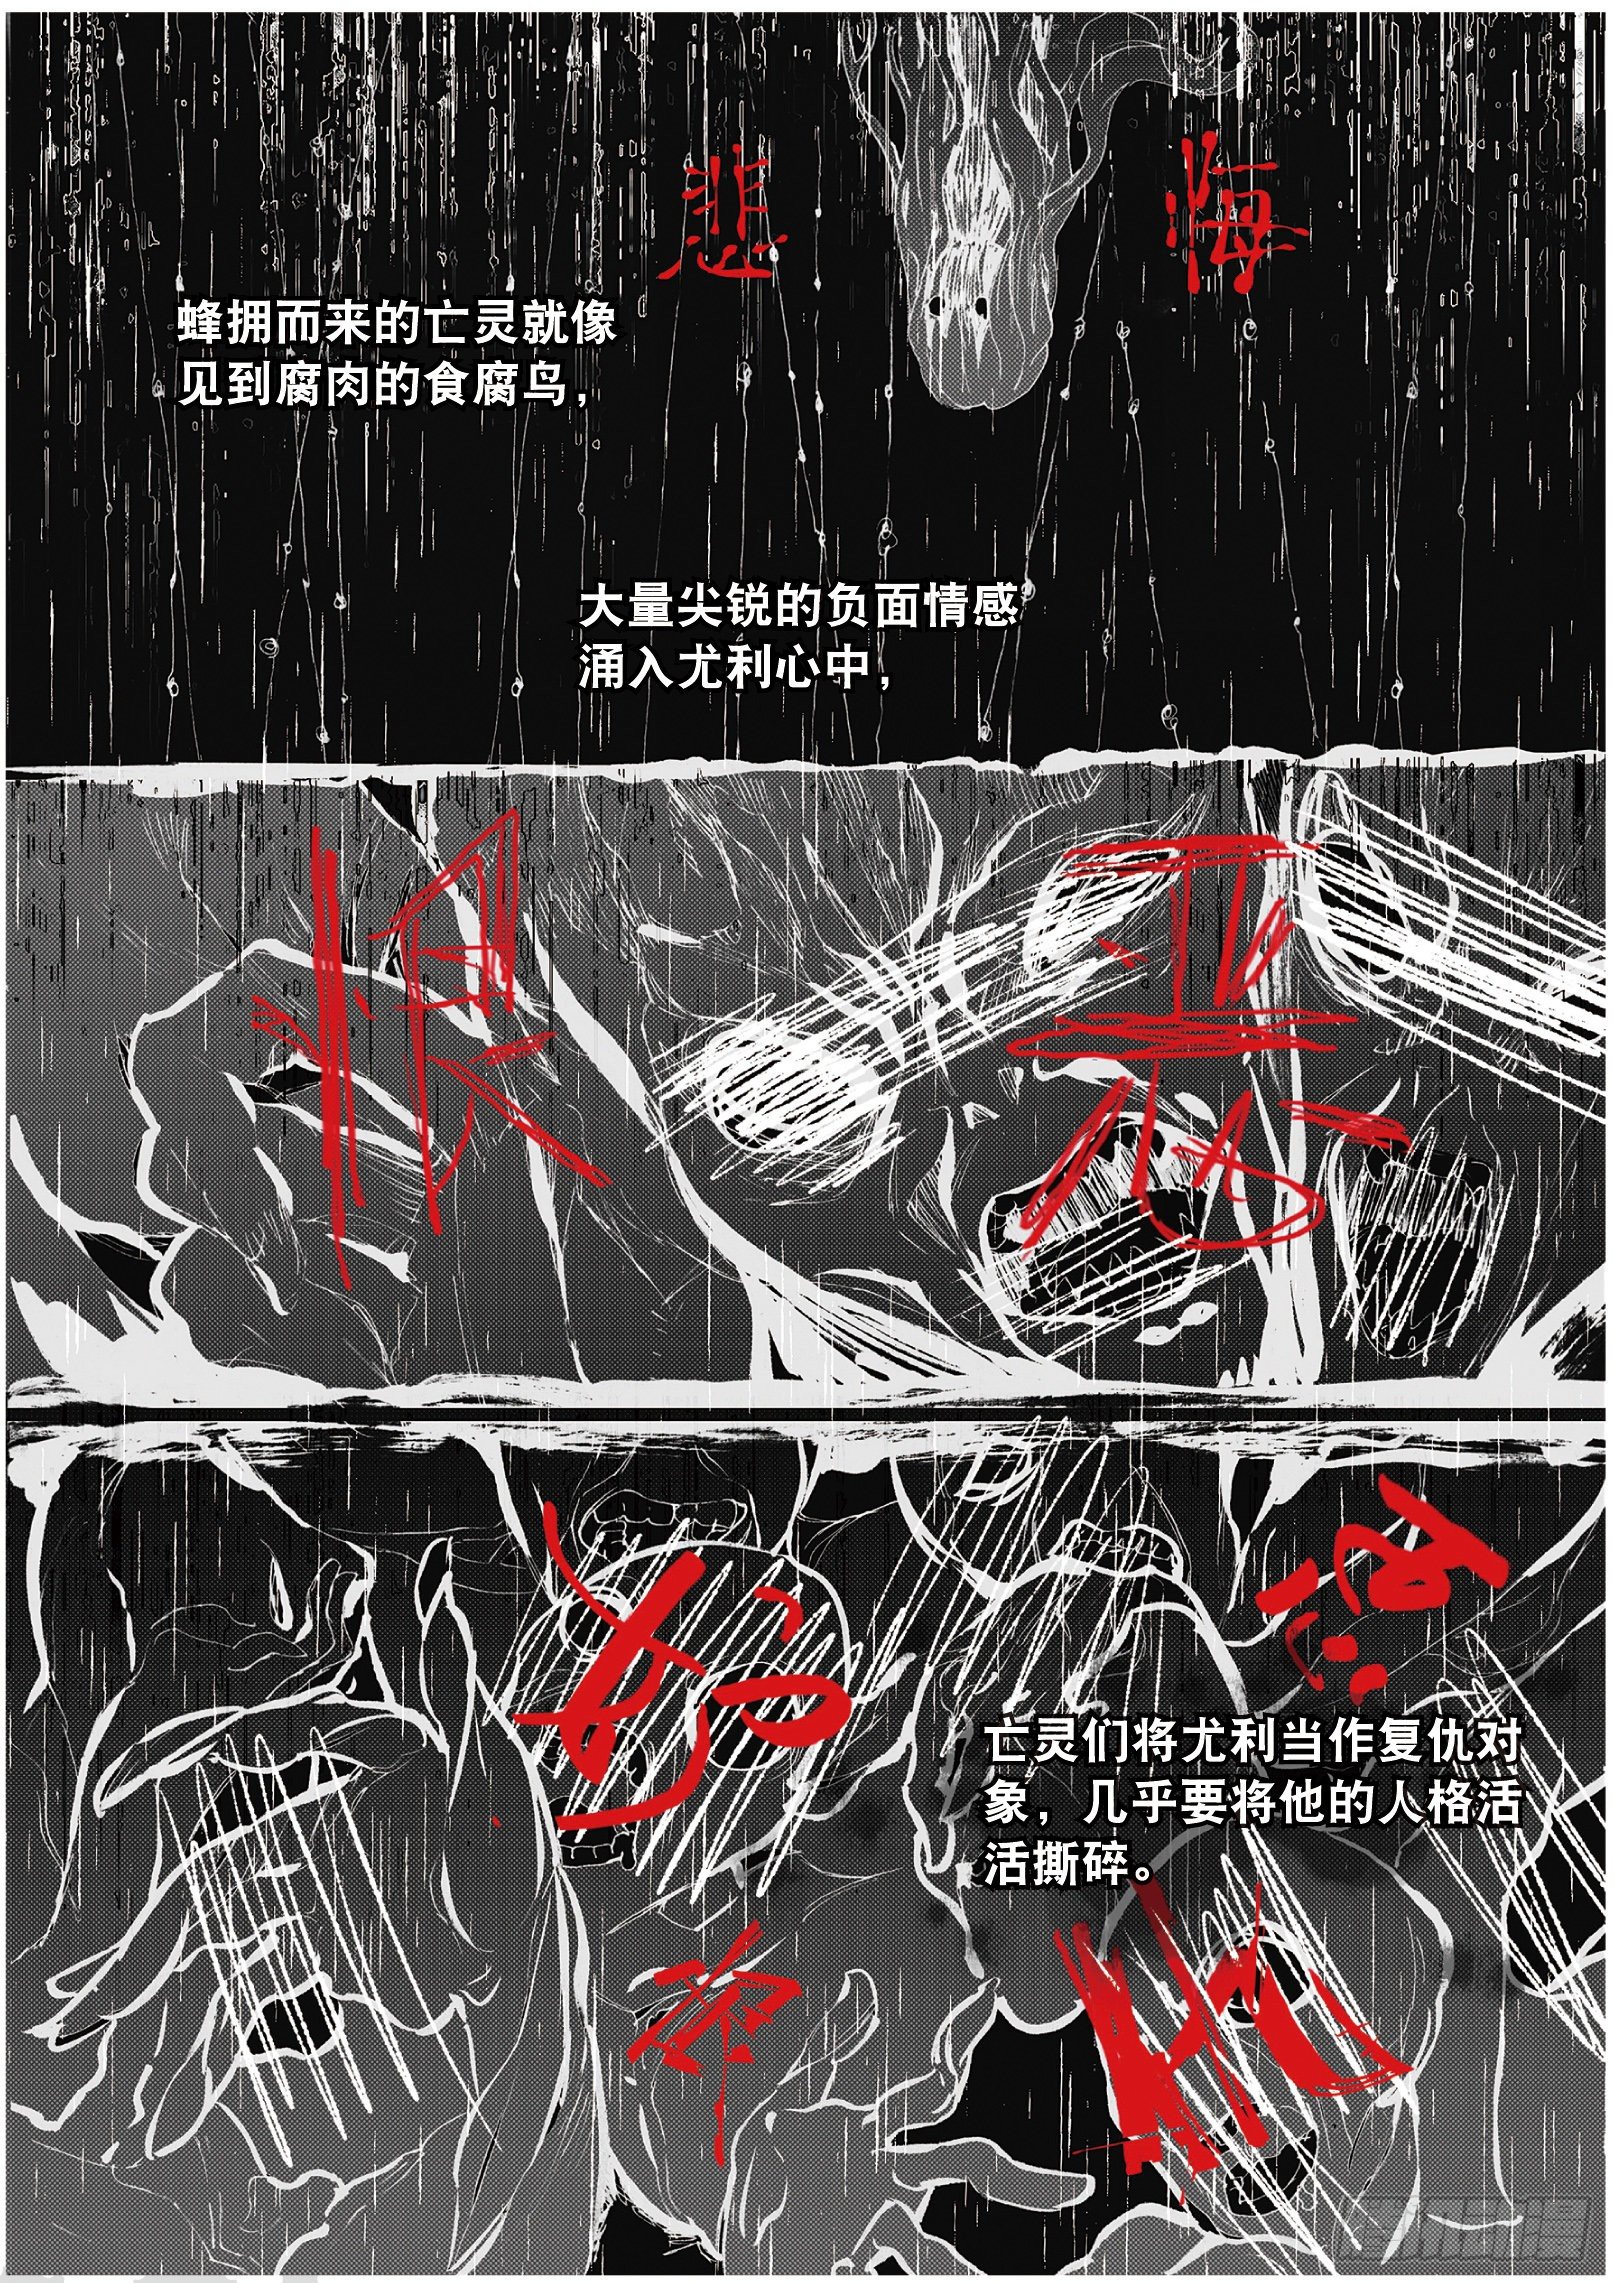 悲
悔
蜂拥而来的亡灵就像
见到腐肉的食腐鸟，
大量尖锐的负面情感
涌入尤利心中，
恨
恶
怨
亡灵们将尤利当作复仇对
象，几乎要将他的人格活
活撕碎。